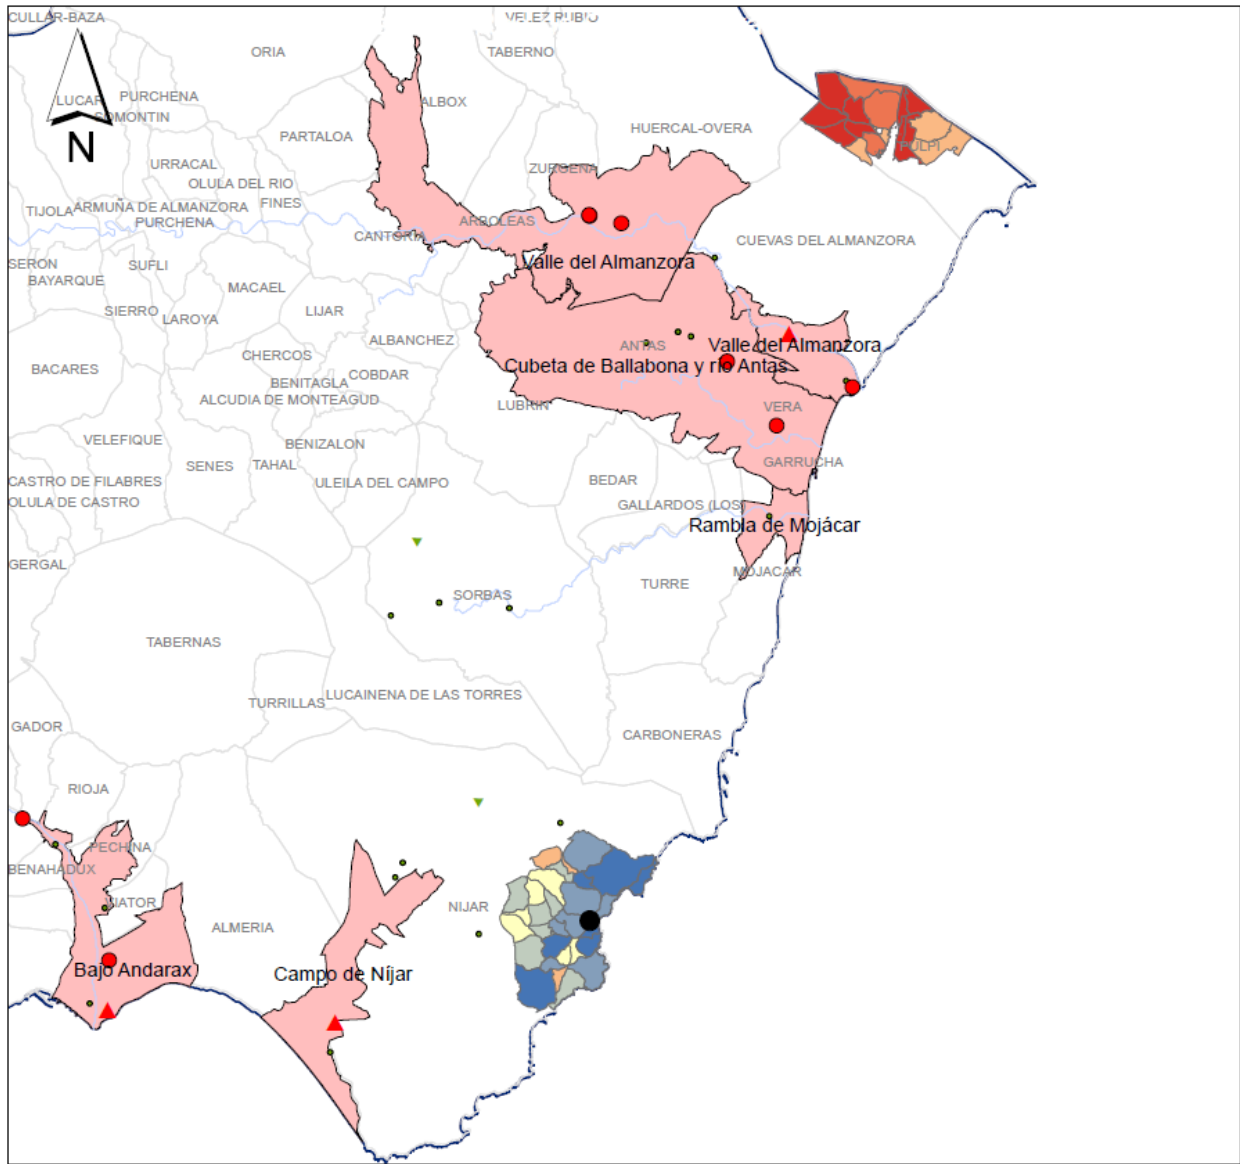 CULLAR-BAZA
VELEZ RUBIO
ORIA
TABERNO
LUCAR
PURCHENA
ALBOX
SOMONTIN
HUERCAL-OVERA
PARTALOA
PULPI
N
URRACAL
ZURGENA
OLULA DEL RIO
FINES
TIJOLA
ARMUÑA DE ALMANZORA
PURCHENA
ARBOLEAS
CANTORIA
CUEVAS DEL ALMANZORA
SERON
SUFLI
BAYARQUE
Valle del Almanzora
MACAEL
SIERRO
LIJAR
LAROYA
ALBANCHEZ
ANTAS
Valle del Almanzora
CHERCOS
BACARES
COBDAR
Cubeta de Ballabona y río Antas
BENITAGLA
ALCUDIA DE MONTEAGUD
LUBRIN
VERA
VELEFIQUE
BENIZALON
SENES
TAHAL
GARRUCHA
CASTRO DE FILABRES
ULEILA DEL CAMPO
BEDAR
OLULA DE CASTRO
GALLARDOS (LOS)
Rambla de Mojácar
GERGAL
MOJACAR
TURRE
SORBAS
TABERNAS
LUCAINENA DE LAS TORRES
TURRILLAS
GADOR
CARBONERAS
RIOJA
PECHINA
BENAHADUX
VIATOR
NIJAR
ALMERIA
Bajo Andarax
Campo de Níjar